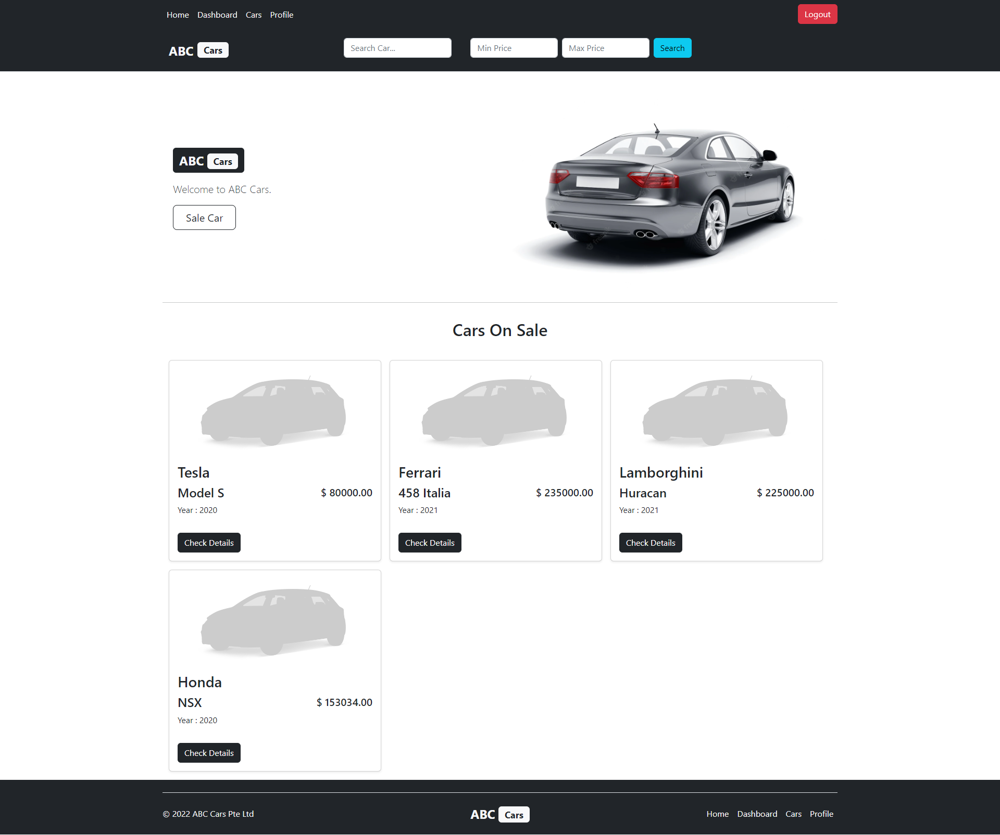 Home Dashboard Cars Profile Logout
ABC Cars Search Car... Min Price Max Price Search
ABC Cars
Welcome to ABC Cars.
Sale Car
Cars On Sale
Tesla
Model S $ 80000.00
Year : 2020
Check Details
Ferrari
458 Italia $ 235000.00
Year : 2021
Check Details
Lamborghini
Huracan $ 225000.00
Year : 2021
Check Details
Honda
NSX $ 153034.00
Year : 2020
Check Details
© 2022 ABC Cars Pte Ltd ABC Cars Home Dashboard Cars Profile